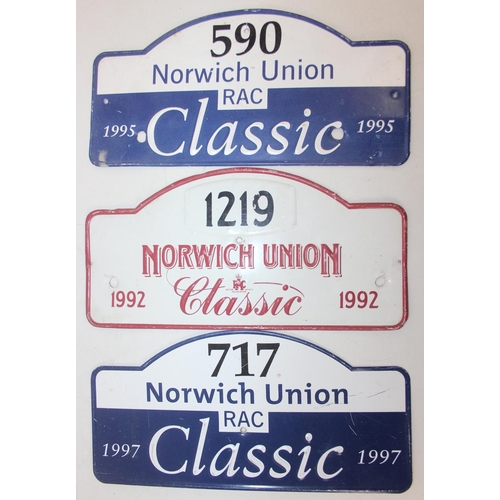 590
Norwich Union
RAC
1995 Classic 1995
1219
NORWICH UNION
1992 Classic 1992
717
Norwich Union
RAC
1997 Classic 1997